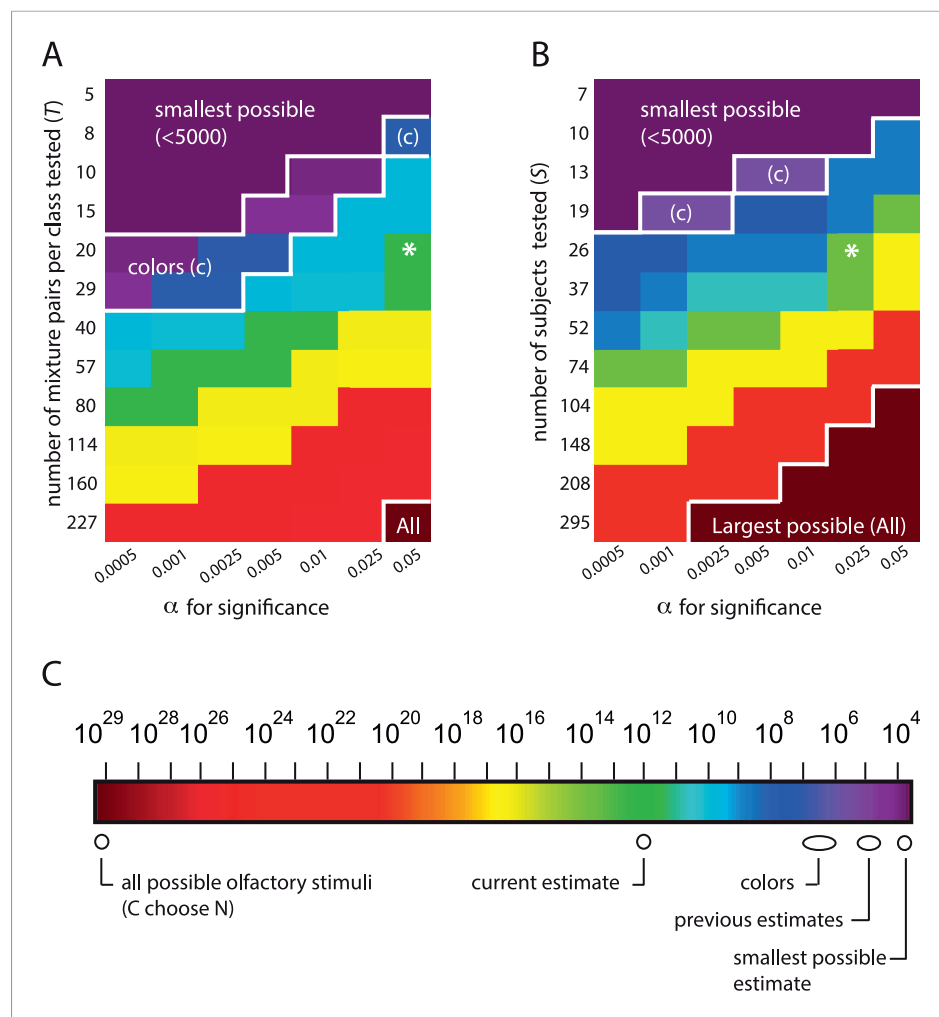 A
B
number of mixture pairs per class tested (T)
5
8
10
15
20
29
40
57
80
114
160
227
smallest possible
(<5000)
(c)
colors (c)
*
All
0.0005
0.001
0.0025
0.005
0.01
0.025
0.05
α for significance
number of subjects tested (S)
7
10
13
19
26
37
52
74
104
148
208
295
smallest possible
(<5000)
(c)
(c)
*
Largest possible (All)
0.0005
0.001
0.0025
0.005
0.01
0.025
0.05
α for significance
C
10^29 10^28 10^26 10^24 10^22 10^20 10^18 10^16 10^14 10^12 10^10 10^8 10^6 10^4
all possible olfactory stimuli
(C choose N)
current estimate
colors
previous estimates
smallest possible
estimate